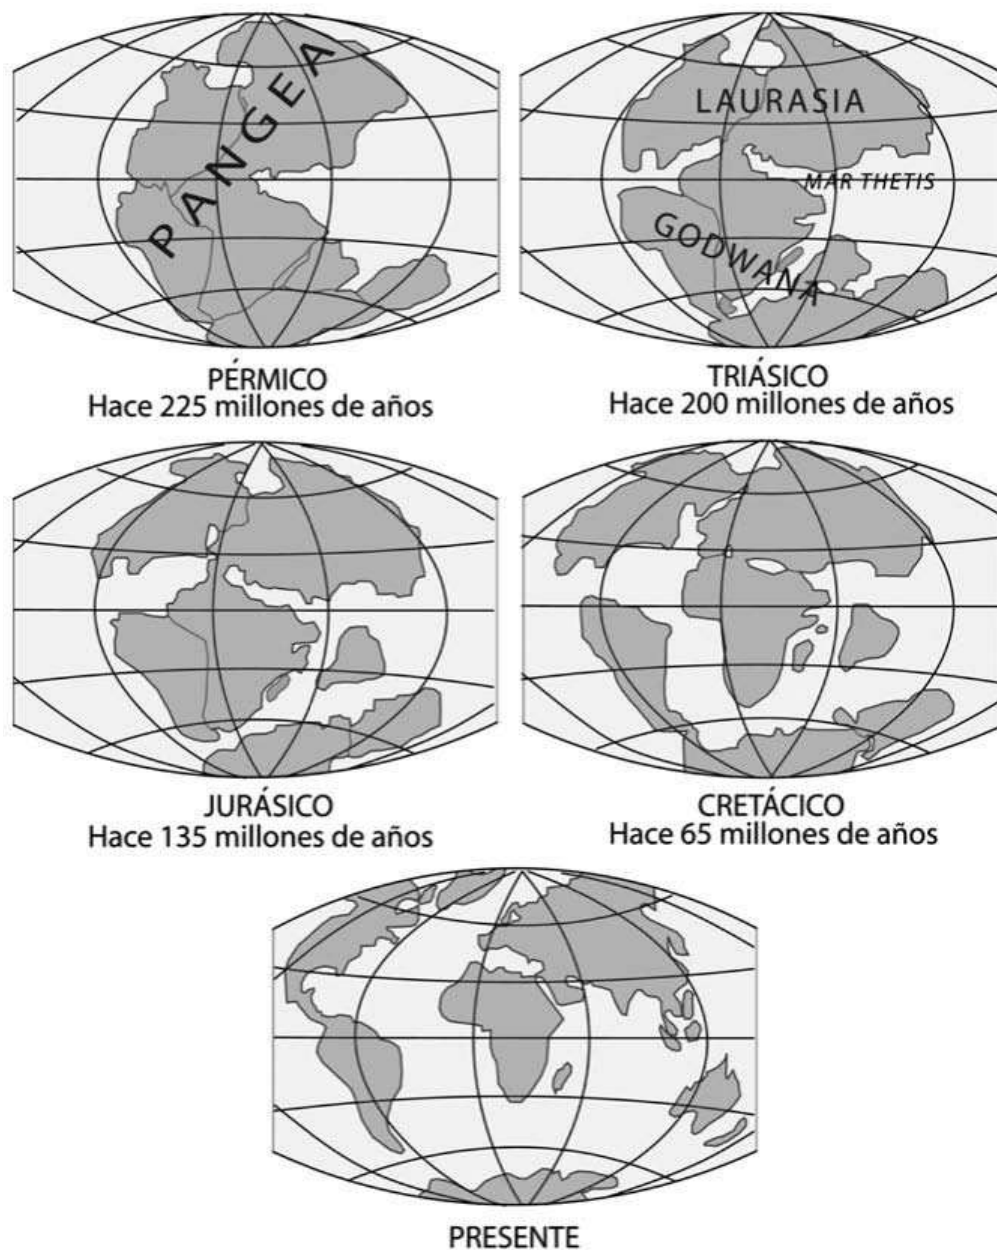 PANGEA
LAURASIA
MAR THETIS
GODWANA
PÉRMICO
Hace 225 millones de años
TRIÁSICO
Hace 200 millones de años
JURÁSICO
Hace 135 millones de años
CRETÁCICO
Hace 65 millones de años
PRESENTE